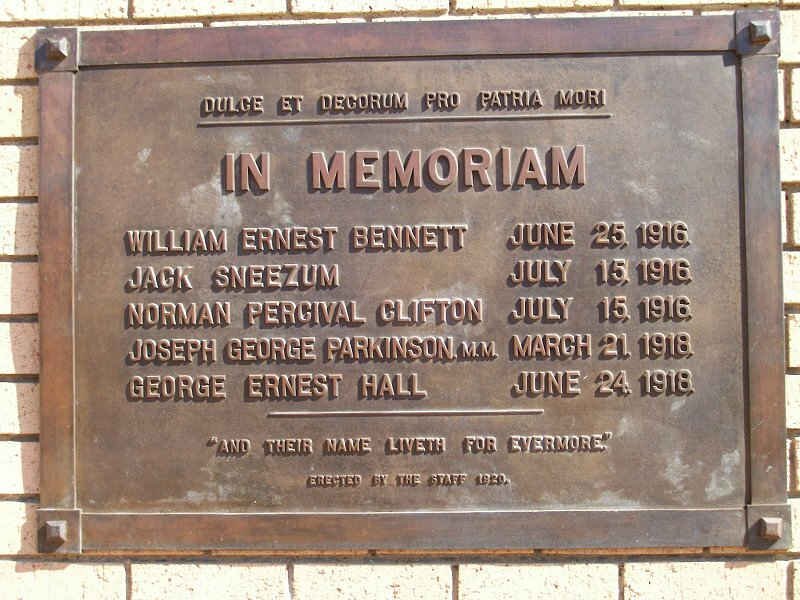 DULCE ET DECORUM PRO PATRIA MORI
IN MEMORIAM
WILLIAM ERNEST BENNETT JUNE 25, 1916.
JACK SNEEZUM JULY 15, 1916.
NORMAN PERCIVAL CLIFTON JULY 15, 1916.
JOSEPH GEORGE PARKINSON, M.M. MARCH 21, 1918.
GEORGE ERNEST HALL JUNE 24, 1918.
"AND THEIR NAME LIVETH FOR EVERMORE."
ERECTED BY THE STAFF 1920.